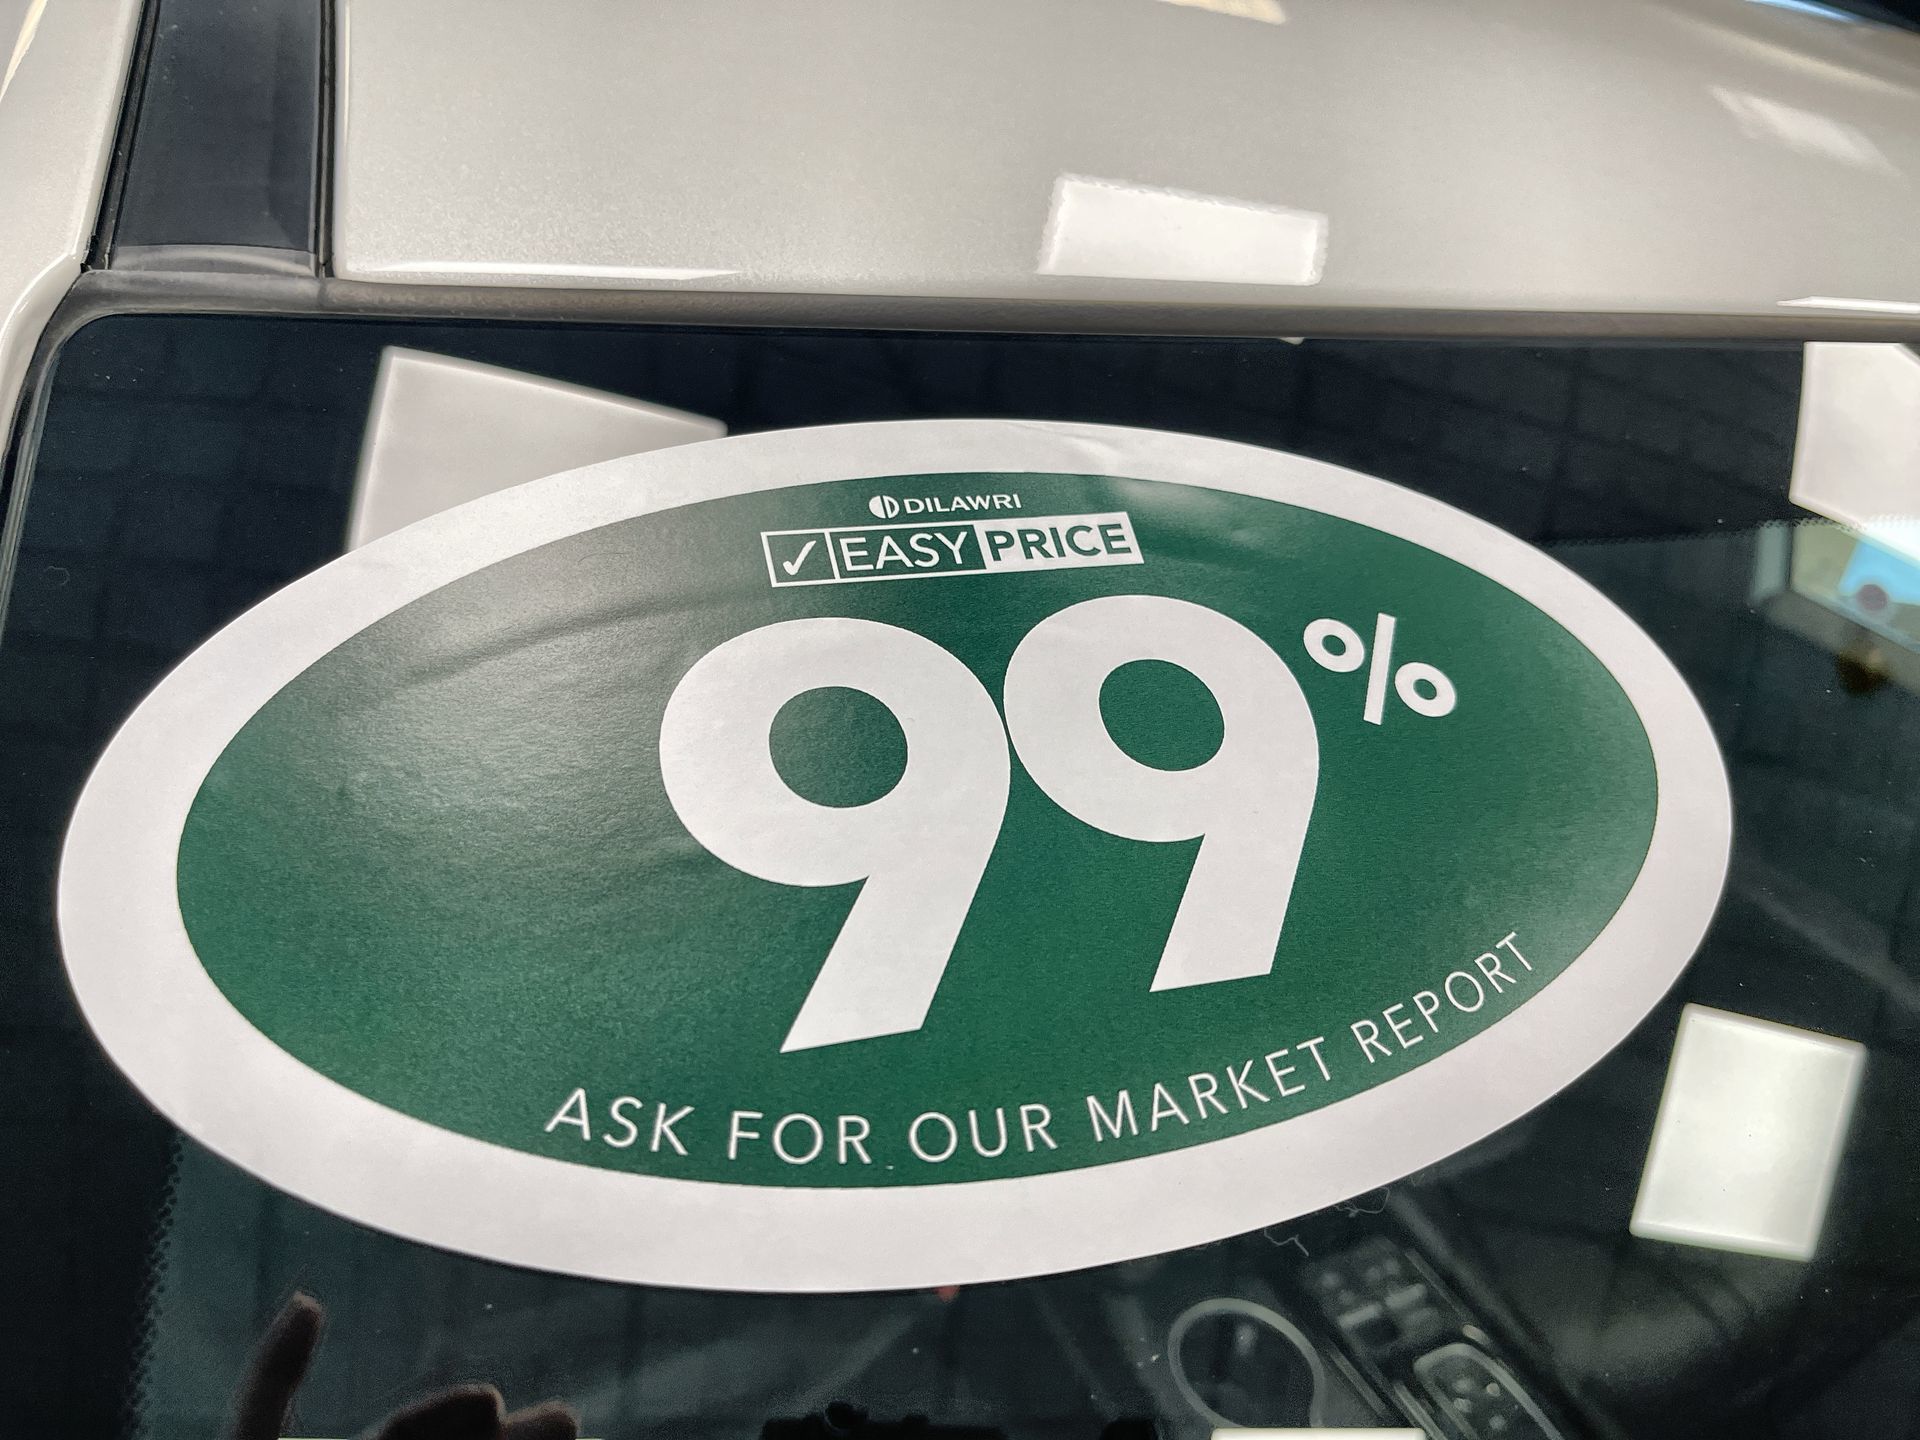 DILAWRI
✓ EASY PRICE
99%
ASK FOR OUR MARKET REPORT